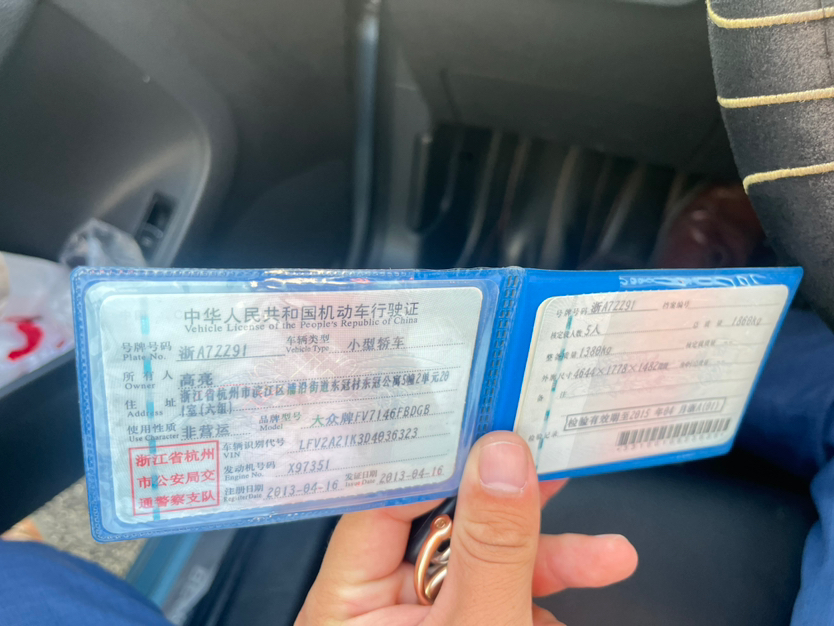 中华人民共和国机动车行驶证
Vehicle License of the People's Republic of China
号牌号码 浙A7ZZ91 车辆类型 小型轿车
Plate No. Vehicle Type
所有人 高亮
Owner
住址 浙江省杭州市滨江区浦沿街道东冠村东冠公寓5幢2单元20
Address 1室(大组)
使用性质 非营运 品牌型号 大众牌FV7146FBDGB
Use Character Model
浙江省杭州
市公安局交
通警察支队
车辆识别代号 LFV2A21K3D4036323
VIN
发动机号码 X97351
Engine No.
注册日期 2013-04-16 发证日期 2013-04-16
Register Date Issue Date
号牌号码 浙A7ZZ91 档案编号
核定载人数 5人 总质量
整备质量 1380kg
外廓尺寸 4644×1778×1482mm
备注
检验有效期至2015年04月
检验记录